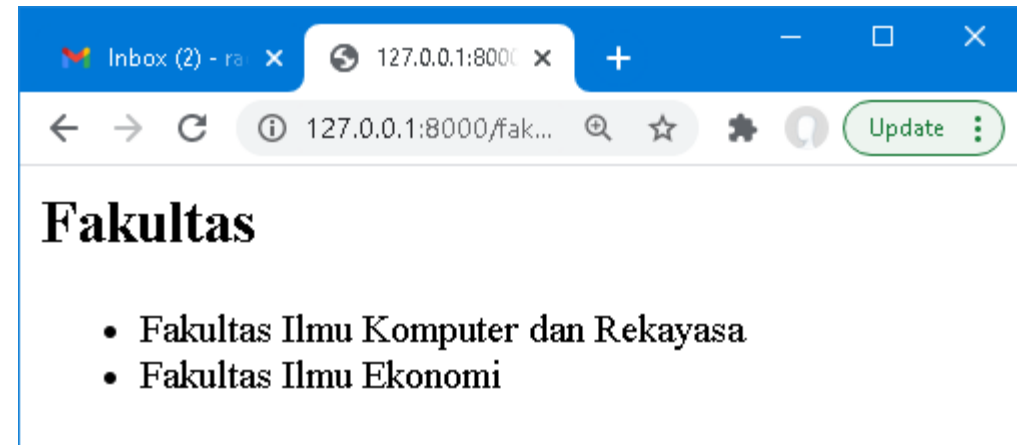 Inbox (2) - ra
127.0.0.1:8000
127.0.0.1:8000/fak...
Update
Fakultas
• Fakultas Ilmu Komputer dan Rekayasa
• Fakultas Ilmu Ekonomi